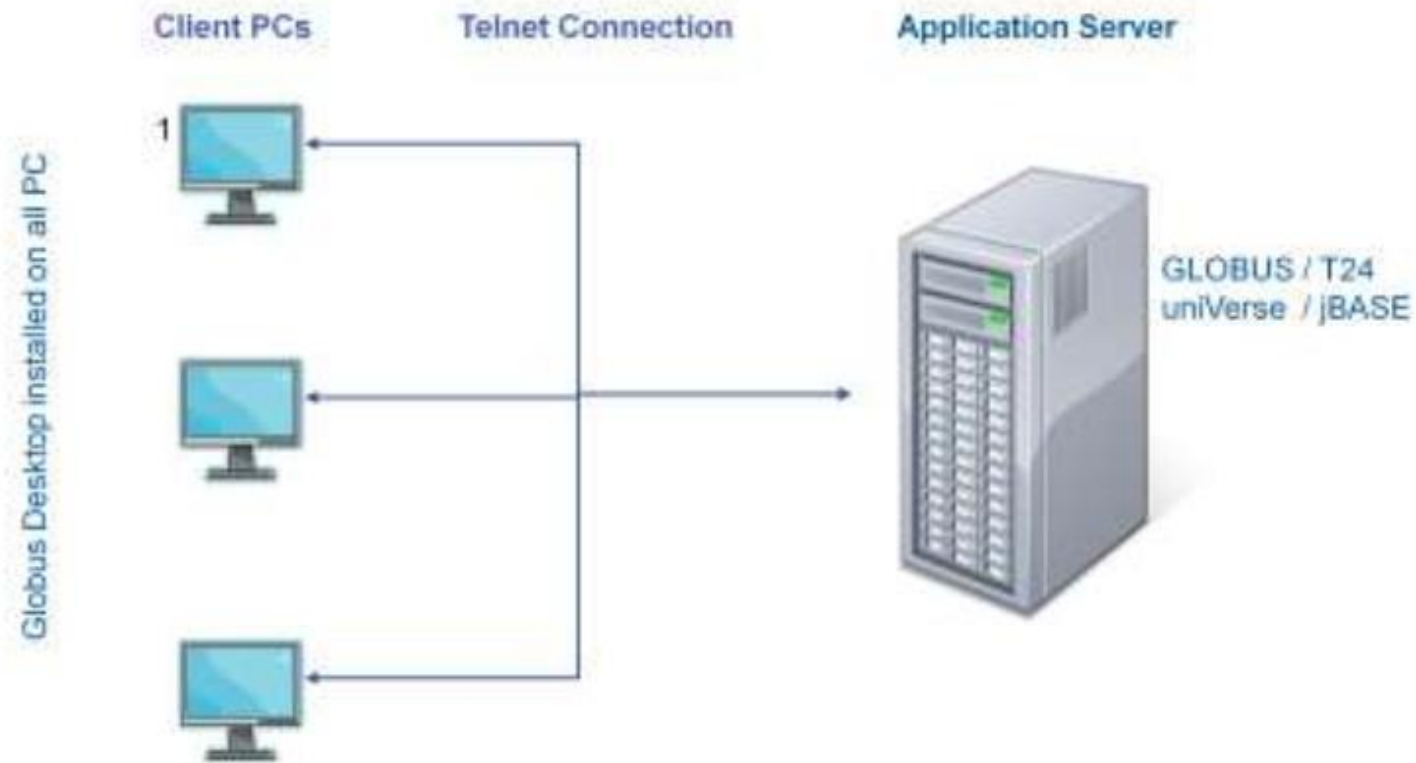 Client PCs
Telnet Connection
Application Server
1
Globus Desktop installed on all PC
GLOBUS / T24
uniVerse / jBASE